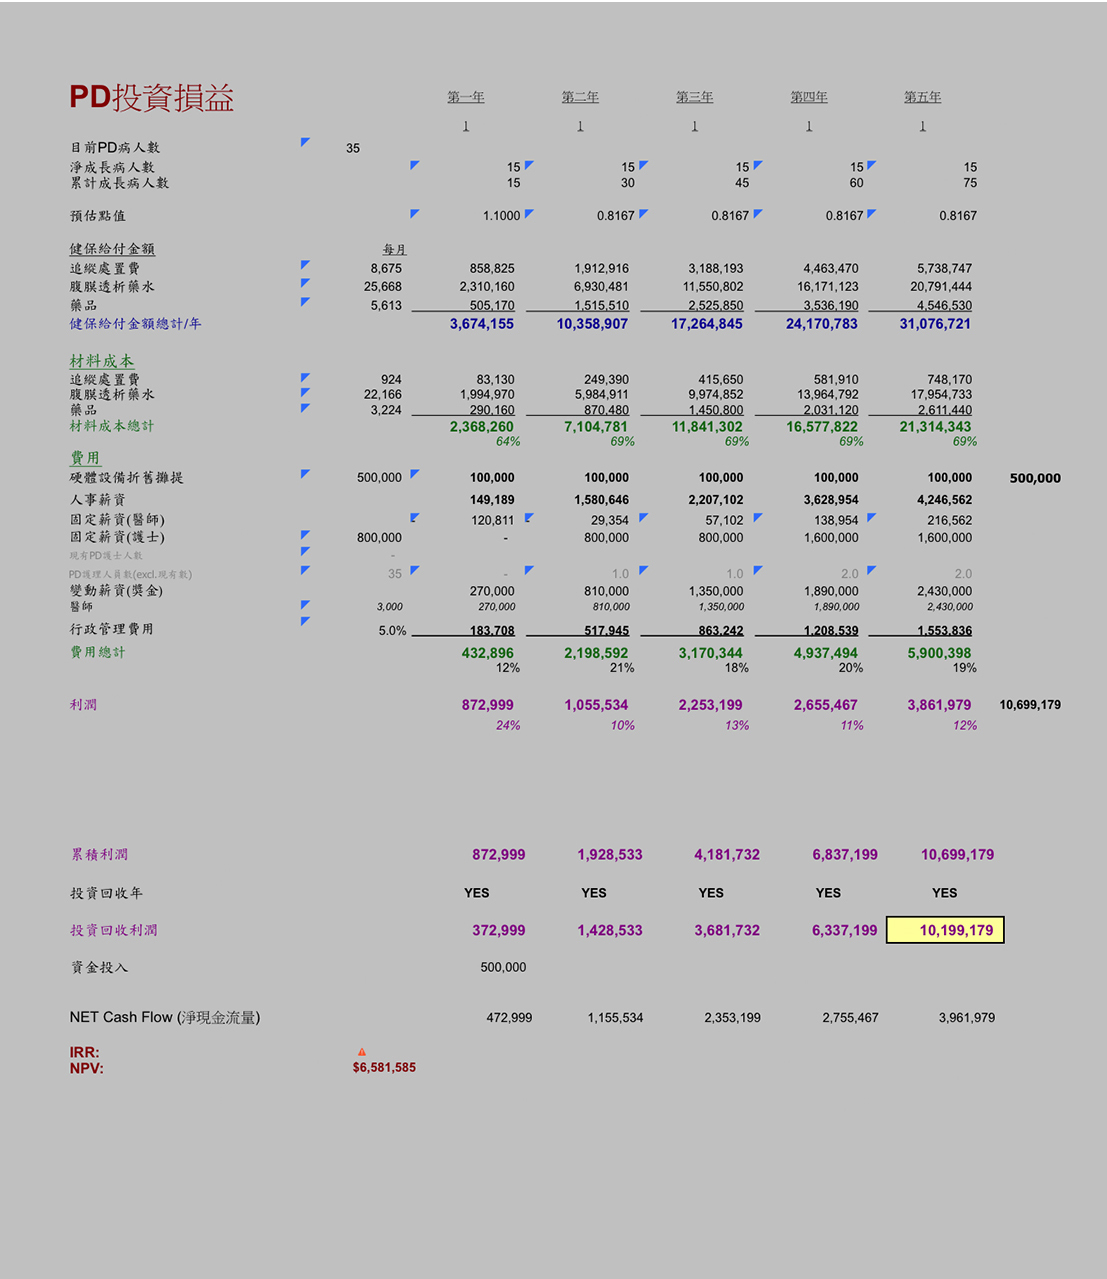 PD投資損益 第一年 第二年 第三年 第四年 第五年
1 1 1 1 1
目前PD病人數 35
淨成長病人數 15 15 15 15 15
累計成長病人數 15 30 45 60 75
預估點值 1.1000 0.8167 0.8167 0.8167 0.8167
健保給付金額 每月
追縱處置費 8,675 858,825 1,912,916 3,188,193 4,463,470 5,738,747
腹膜透析藥水 25,668 2,310,160 6,930,481 11,550,802 16,171,123 20,791,444
藥品 5,613 505,170 1,515,510 2,525,850 3,536,190 4,546,530
健保給付金額總計/年 3,674,155 10,358,907 17,264,845 24,170,783 31,076,721
材料成本
追縱處置費 924 83,130 249,390 415,650 581,910 748,170
腹膜透析藥水 22,166 1,994,970 5,984,911 9,974,852 13,964,792 17,954,733
藥品 3,224 290,160 870,480 1,450,800 2,031,120 2,611,440
材料成本總計 2,368,260 7,104,781 11,841,302 16,577,822 21,314,343
64% 69% 69% 69% 69%
費用
硬體設備折舊攤提 500,000 100,000 100,000 100,000 100,000 100,000 500,000
人事薪資 149,189 1,580,646 2,207,102 3,628,954 4,246,562
固定薪資(醫師) - 120,811 - 29,354 57,102 138,954 216,562
固定薪資(護士) 800,000 - 800,000 800,000 1,600,000 1,600,000
現有PD護士人數 -
PD護理人員數(excl.現有數) 35 - 1.0 1.0 2.0 2.0
變動薪資(獎金) 270,000 810,000 1,350,000 1,890,000 2,430,000
醫師 3,000 270,000 810,000 1,350,000 1,890,000 2,430,000
行政管理費用 5.0% 183,708 517,945 863,242 1,208,539 1,553,836
費用總計 432,896 2,198,592 3,170,344 4,937,494 5,900,398
12% 21% 18% 20% 19%
利潤 872,999 1,055,534 2,253,199 2,655,467 3,861,979 10,699,179
24% 10% 13% 11% 12%
累積利潤 872,999 1,928,533 4,181,732 6,837,199 10,699,179
投資回收年 YES YES YES YES YES
投資回收利潤 372,999 1,428,533 3,681,732 6,337,199 10,199,179
資金投入 500,000
NET Cash Flow (淨現金流量) 472,999 1,155,534 2,353,199 2,755,467 3,961,979
IRR:
NPV: $6,581,585